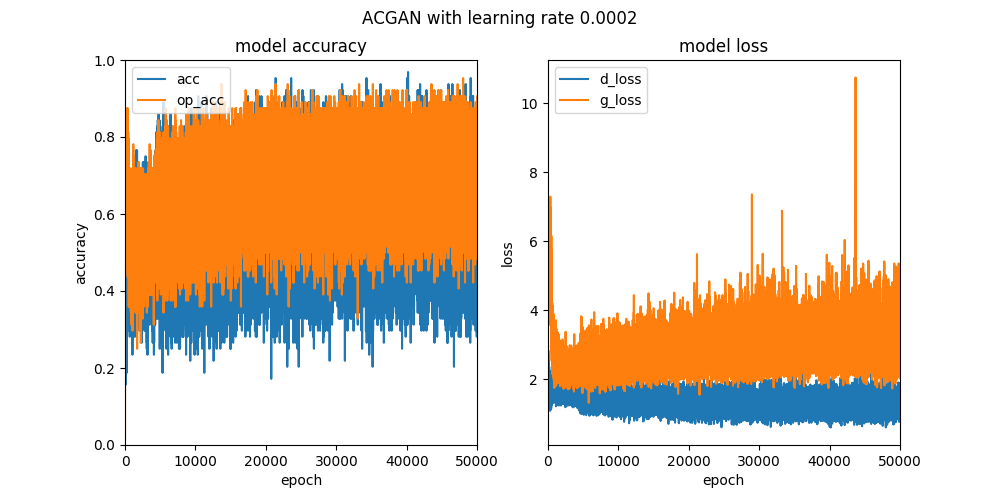 ACGAN with learning rate 0.0002
model accuracy
acc
op_acc
accuracy
1.0
0.8
0.6
0.4
0.2
0.0
0 10000 20000 30000 40000 50000
epoch
model loss
d_loss
g_loss
loss
10
8
6
4
2
0 10000 20000 30000 40000 50000
epoch